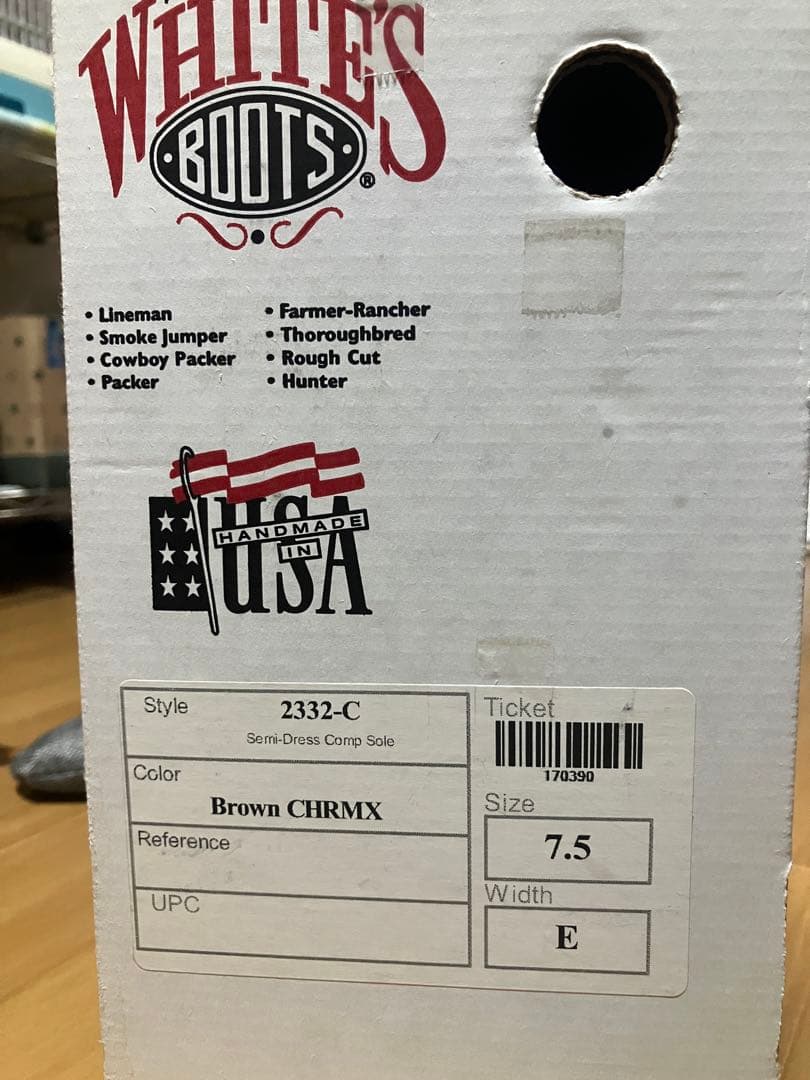 WHITE'S
BOOTS®
• Lineman
• Smoke Jumper
• Cowboy Packer
• Packer
• Farmer-Rancher
• Thoroughbred
• Rough Cut
• Hunter
HANDMADE
IN
USA
Style 2332-C
Semi-Dress Comp Sole
Color
Brown CHRMX
Reference
UPC
Ticket
170390
Size
7.5
Width
E